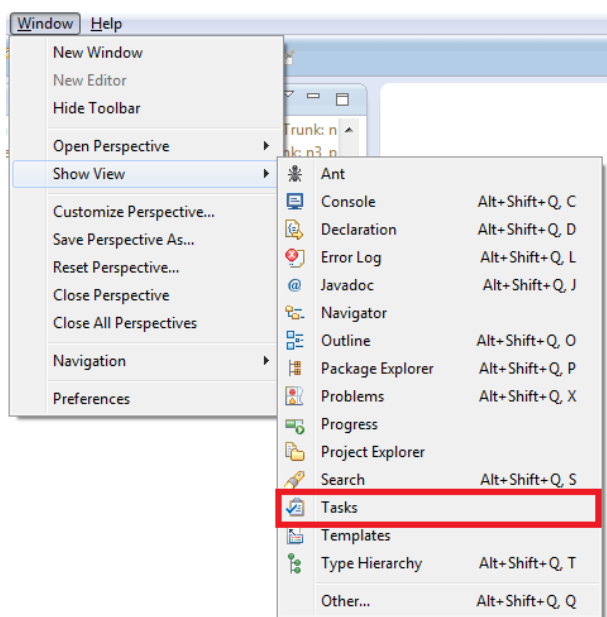 Window Help
New Window
New Editor
Hide Toolbar
Trunk: n
Open Perspective
nk: n3_p
Show View
Ant
Console Alt+Shift+Q, C
Customize Perspective...
Declaration Alt+Shift+Q, D
Save Perspective As...
Error Log Alt+Shift+Q, L
Reset Perspective...
Javadoc Alt+Shift+Q, J
Close Perspective
Navigator
Close All Perspectives
Outline Alt+Shift+Q, O
Navigation
Package Explorer Alt+Shift+Q, P
Preferences
Problems Alt+Shift+Q, X
Progress
Project Explorer
Search Alt+Shift+Q, S
Tasks
Templates
Type Hierarchy Alt+Shift+Q, T
Other... Alt+Shift+Q, Q